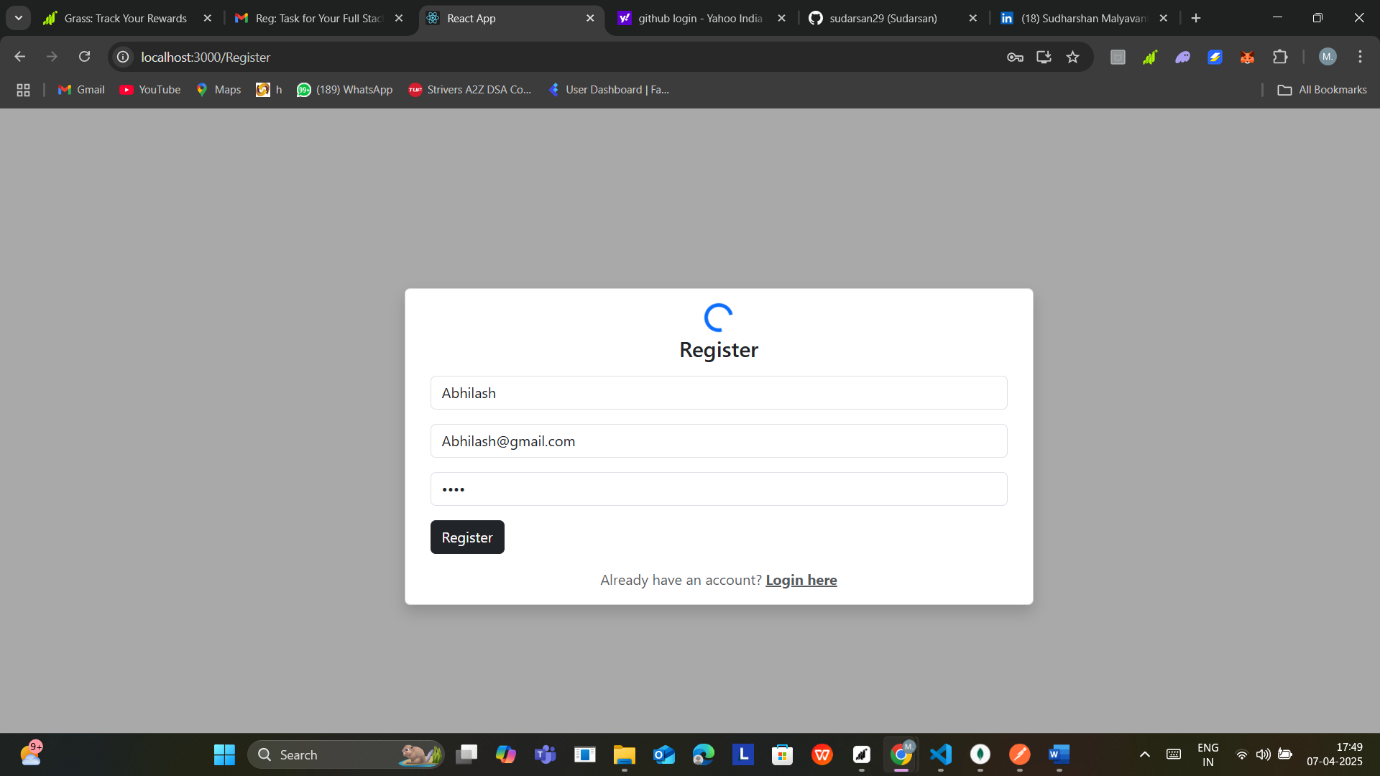 Grass: Track Your Rewards
Reg: Task for Your Full Stac
React App
github login - Yahoo India
sudarsan29 (Sudarsan)
(18) Sudharshan Malyavan
localhost:3000/Register
M.
Gmail
YouTube
Maps
h
99+
(189) WhatsApp
TUF
Strivers A2Z DSA Co...
User Dashboard | Fa...
All Bookmarks
Register
Abhilash
Abhilash@gmail.com
••••
Register
Already have an account? Login here
9+
Search
L
W
M
W
ENG
IN
17:49
07-04-2025